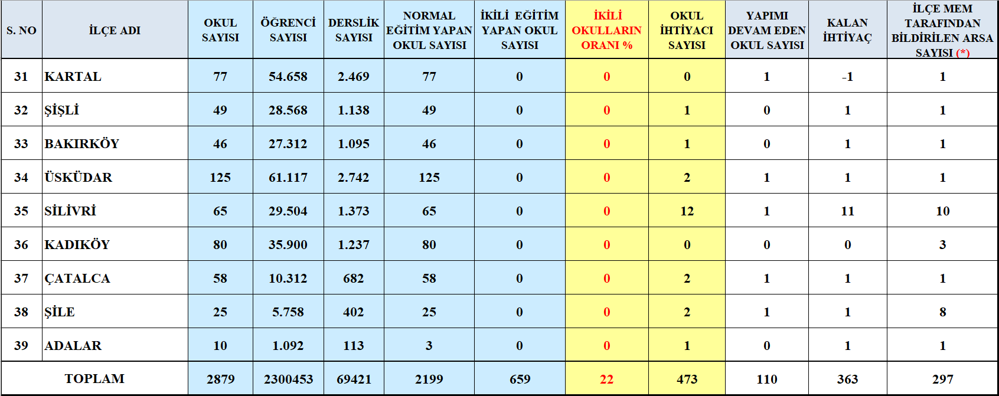 S. NO İLÇE ADI OKUL SAYISI ÖĞRENCİ SAYISI DERSLİK SAYISI NORMAL EĞİTİM YAPAN OKUL SAYISI İKİLİ EĞİTİM YAPAN OKUL SAYISI İKİLİ OKULLARIN ORANI % OKUL İHTİYACI SAYISI YAPIMI DEVAM EDEN OKUL SAYISI KALAN İHTİYAÇ İLÇE MEM TARAFINDAN BİLDİRİLEN ARSA SAYISI (*)
31 KARTAL 77 54.658 2.469 77 0 0 0 1 -1 1
32 ŞİŞLİ 49 28.568 1.138 49 0 0 1 0 1 1
33 BAKIRKÖY 46 27.312 1.095 46 0 0 1 0 1 1
34 ÜSKÜDAR 125 61.117 2.742 125 0 0 2 1 1 1
35 SİLİVRİ 65 29.504 1.373 65 0 0 12 1 11 10
36 KADIKÖY 80 35.900 1.237 80 0 0 0 0 0 3
37 ÇATALCA 58 10.312 682 58 0 0 2 1 1 1
38 ŞİLE 25 5.758 402 25 0 0 2 1 1 8
39 ADALAR 10 1.092 113 3 0 0 1 0 1 1
TOPLAM 2879 2300453 69421 2199 659 22 473 110 363 297